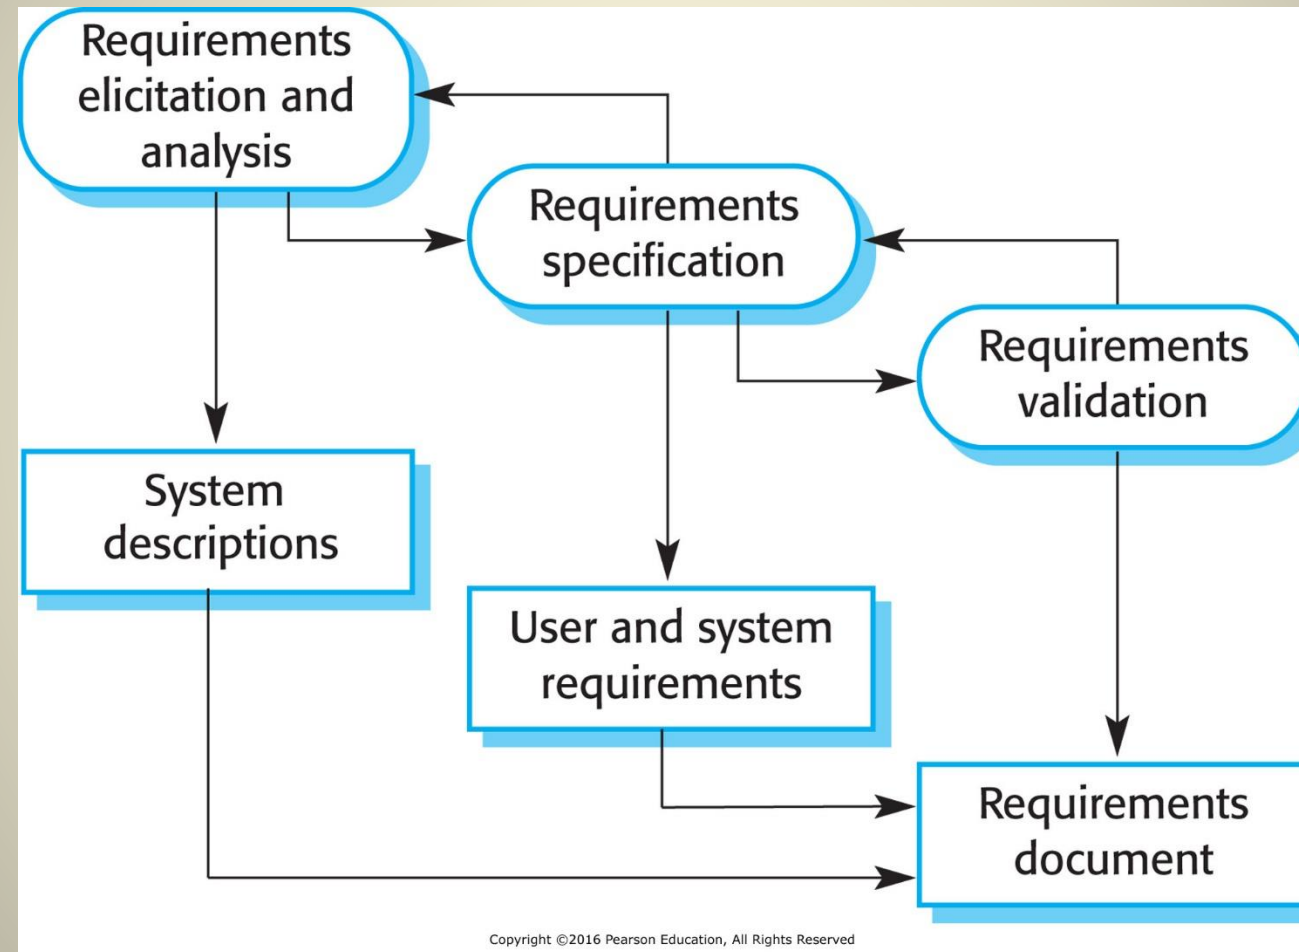 Requirements
elicitation and
analysis
Requirements
specification
Requirements
validation
System
descriptions
User and system
requirements
Requirements
document
Copyright ©2016 Pearson Education, All Rights Reserved